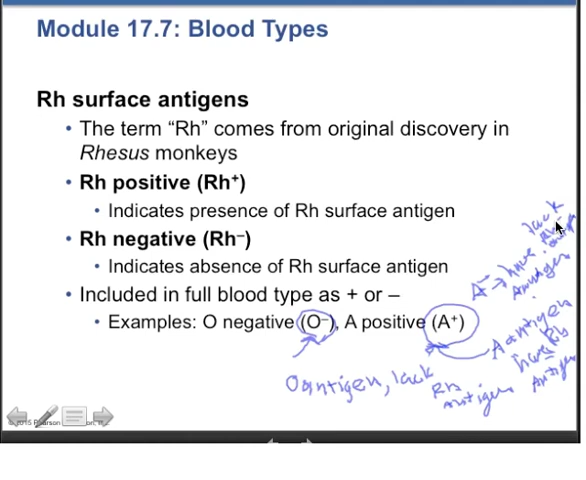 Module 17.7: Blood Types
Rh surface antigens
• The term “Rh” comes from original discovery in
Rhesus monkeys
• Rh positive (Rh⁺)
• Indicates presence of Rh surface antigen
• Rh negative (Rh⁻)
• Indicates absence of Rh surface antigen
• Included in full blood type as + or –
• Examples: O negative (O⁻), A positive (A⁺)
A⁻→ have
Antigen
lack
Rh
antigen
A antigen
have Rh
Antigen
O antigen, lack
Rh
antigen
© 2015 Pearson